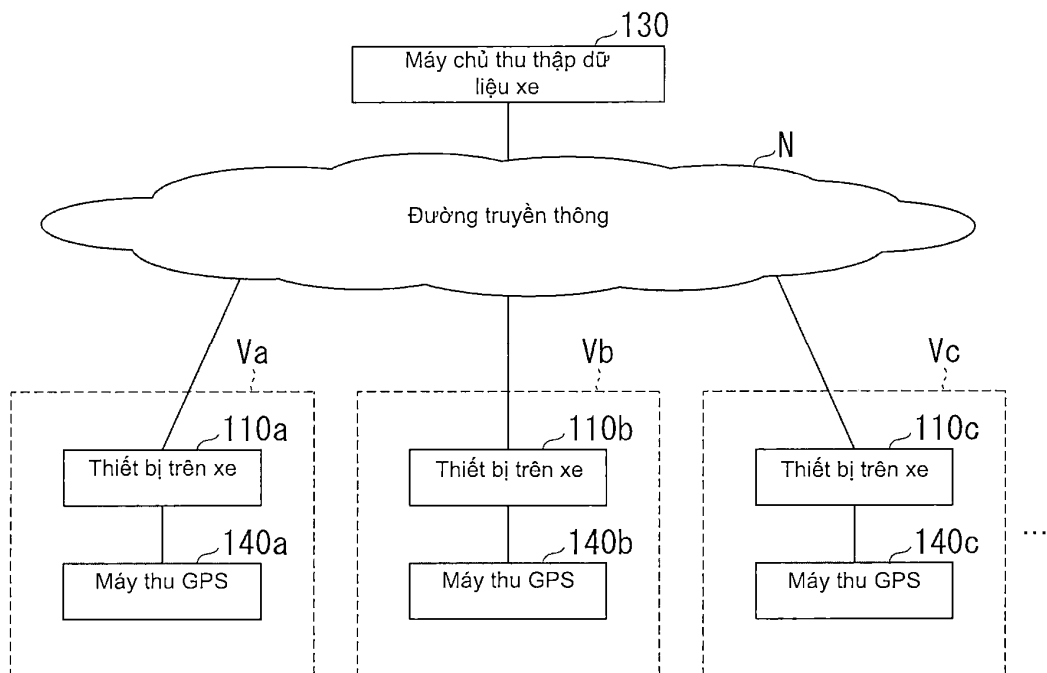 130
Máy chủ thu thập dữ
liệu xe
N
Đường truyền thông
Va
Vb
Vc
110a
110b
110c
Thiết bị trên xe
Thiết bị trên xe
Thiết bị trên xe
140a
140b
140c
...
Máy thu GPS
Máy thu GPS
Máy thu GPS